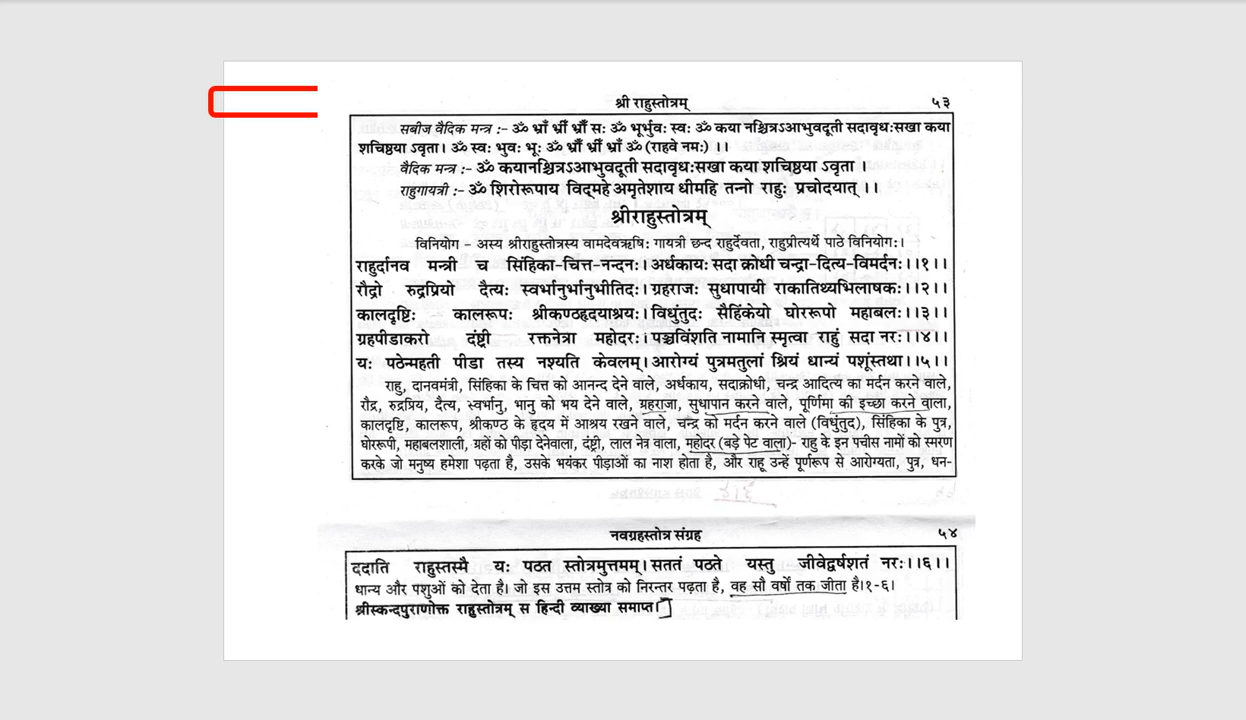 श्री राहुस्तोत्रम् ५३
सबीज वैदिक मन्त्र :- ॐ भ्राँ भ्रीं भ्रौं सः ॐ भूर्भुवः स्वः ॐ कया नश्चित्रऽआभुवदूती सदावृधःसखा कया
शचिष्ठया ऽवृता। ॐ स्वः भुवः भूः ॐ भ्रौं भ्रीं भ्राँ ॐ (राहवे नमः) ।।
वैदिक मन्त्र :- ॐ कयानश्चित्रऽआभुवदूती सदावृधःसखा कया शचिष्ठया ऽवृता ।
राहुगायत्री :- ॐ शिरोरूपाय विद्महे अमृतेशाय धीमहि तन्नो राहुः प्रचोदयात् ।।
श्रीराहुस्तोत्रम्
विनियोग - अस्य श्रीराहुस्तोत्रस्य वामदेवऋषिः गायत्री छन्द राहुर्देवता, राहुप्रीत्यर्थे पाठे विनियोगः।
राहुर्दानव मन्त्री च सिंहिका-चित्त-नन्दनः। अर्धकायः सदा क्रोधी चन्द्रा-दित्य-विमर्दनः।।१।।
रौद्रो रुद्रप्रियो दैत्यः स्वर्भानुर्भानुभीतिदः। ग्रहराजः सुधापायी राकातिथ्यभिलाषकः।।२।।
कालदृष्टिः कालरूपः श्रीकण्ठहृदयाश्रयः। विधुंतुदः सैहिंकेयो घोररूपो महाबलः।।३।।
ग्रहपीडाकरो दंष्ट्री रक्तनेत्रा महोदरः। पञ्चविंशति नामानि स्मृत्वा राहुं सदा नरः।।४।।
यः पठेन्महती पीडा तस्य नश्यति केवलम्। आरोग्यं पुत्रमतुलां श्रियं धान्यं पशूंस्तथा।।५।।
राहु, दानवमंत्री, सिंहिका के चित्त को आनन्द देने वाले, अर्धकाय, सदाक्रोधी, चन्द्र आदित्य का मर्दन करने वाले,
रौद्र, रुद्रप्रिय, दैत्य, स्वर्भानु, भानु को भय देने वाले, ग्रहराजा, सुधापान करने वाले, पूर्णिमा की इच्छा करने वाला,
कालदृष्टि, कालरूप, श्रीकण्ठ के हृदय में आश्रय रखने वाले, चन्द्र को मर्दन करने वाले (विधुंतुद), सिंहिका के पुत्र,
घोररूपी, महाबलशाली, ग्रहों को पीड़ा देनेवाला, दंष्ट्री, लाल नेत्र वाला, महोदर (बड़े पेट वाला)- राहु के इन पचीस नामों को स्मरण
करके जो मनुष्य हमेशा पढ़ता है, उसके भयंकर पीड़ाओं का नाश होता है, और राहू उन्हें पूर्णरूप से आरोग्यता, पुत्र, धन-
नवग्रहस्तोत्र संग्रह ५४
ददाति राहुस्तस्मै यः पठत स्तोत्रमुत्तमम्। सततं पठते यस्तु जीवेद्वर्षशतं नरः।।६।।
धान्य और पशुओं को देता है। जो इस उत्तम स्तोत्र को निरन्तर पढ़ता है, वह सौ वर्षों तक जीता है।१-६।
श्रीस्कन्दपुराणोक्त राहुस्तोत्रम् स हिन्दी व्याख्या समाप्त।